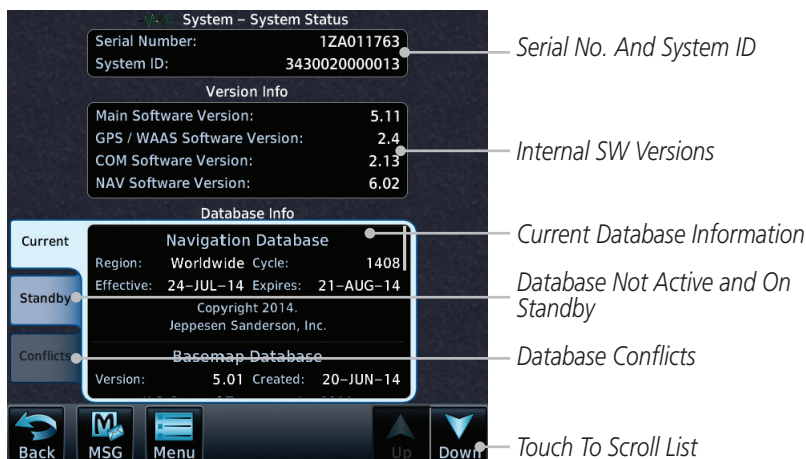 System – System Status
Serial Number: 1ZA011763
System ID: 3430020000013
Serial No. And System ID
Version Info
Main Software Version: 5.11
GPS / WAAS Software Version: 2.4
COM Software Version: 2.13
NAV Software Version: 6.02
Internal SW Versions
Database Info
Current
Standby
Conflicts
Navigation Database
Region: Worldwide Cycle: 1408
Effective: 24–JUL–14 Expires: 21–AUG–14
Copyright 2014.
Jeppesen Sanderson, Inc.
Basemap Database
Version: 5.01 Created: 20–JUN–14
Current Database Information
Database Not Active and On
Standby
Database Conflicts
Back
MSG
Menu
Up
Down
Touch To Scroll List